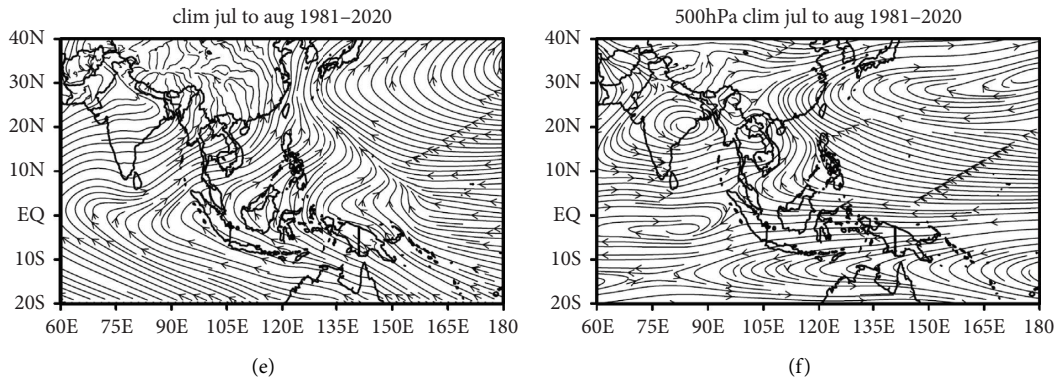 clim jul to aug 1981–2020
40N
30N
20N
10N
EQ
10S
20S
60E 75E 90E 105E 120E 135E 150E 165E 180
(e)
500hPa clim jul to aug 1981–2020
40N
30N
20N
10N
EQ
10S
20S
60E 75E 90E 105E 120E 135E 150E 165E 180
(f)